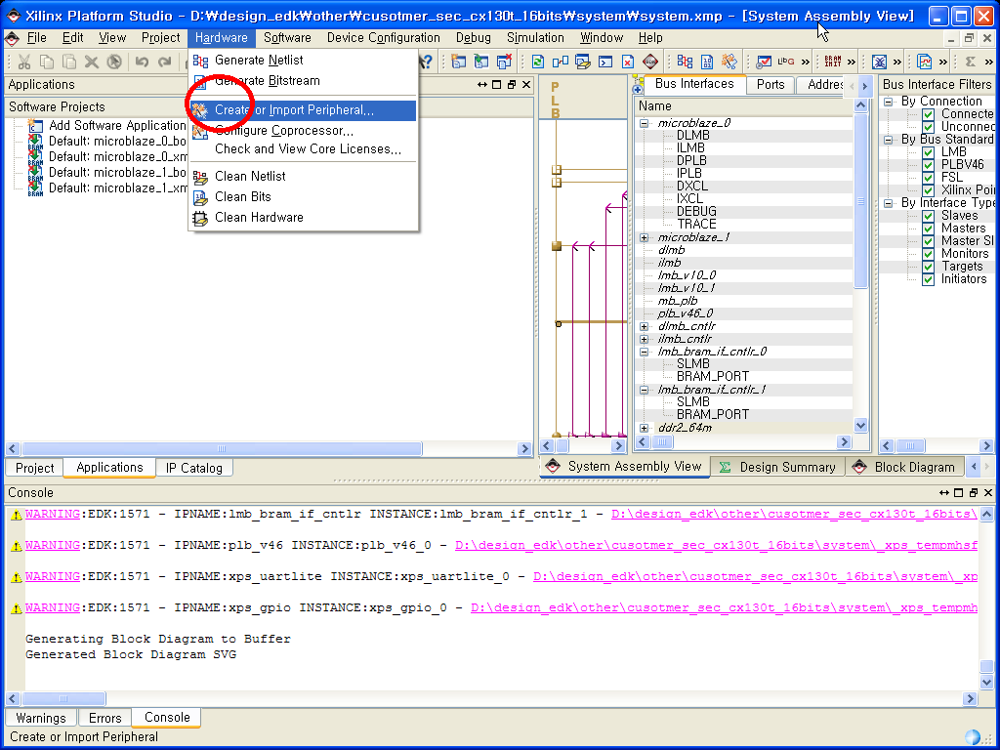 Xilinx Platform Studio - D:₩design_edk₩other₩cusotmer_sec_cx130t_16bits₩system₩system.xmp - [System Assembly View]
File Edit View Project Hardware Software Device Configuration Debug Simulation Window Help
Generate Netlist
Generate Bitstream
Create or Import Peripheral...
Configure Coprocessor...
Check and View Core Licenses...
Clean Netlist
Clean Bits
Clean Hardware
Applications
Software Projects
Add Software Application
Default: microblaze_0_bo
Default: microblaze_0_xm
Default: microblaze_1_bo
Default: microblaze_1_xm
Project Applications IP Catalog
P
L
B
Bus Interfaces Ports Addres
Name
microblaze_0
DLMB
ILMB
DPLB
IPLB
DXCL
IXCL
DEBUG
TRACE
microblaze_1
dlmb
ilmb
lmb_v10_0
lmb_v10_1
mb_plb
plb_v46_0
dlmb_cntlr
ilmb_cntlr
lmb_bram_if_cntlr_0
SLMB
BRAM_PORT
lmb_bram_if_cntlr_1
SLMB
BRAM_PORT
ddr2_64m
Bus Interface Filters
By Connection
Connecte
Unconnec
By Bus Standard
LMB
PLBV46
FSL
Xilinx Poin
By Interface Type
Slaves
Masters
Master Sl
Monitors
Targets
Initiators
System Assembly View Design Summary Block Diagram
Console
WARNING:EDK:1571 - IPNAME:lmb_bram_if_cntlr INSTANCE:lmb_bram_if_cntlr_1 - D:\design_edk\other\cusotmer_sec_cx130t_16bits\
WARNING:EDK:1571 - IPNAME:plb_v46 INSTANCE:plb_v46_0 - D:\design_edk\other\cusotmer_sec_cx130t_16bits\system\_xps_tempmhsf
WARNING:EDK:1571 - IPNAME:xps_uartlite INSTANCE:xps_uartlite_0 - D:\design_edk\other\cusotmer_sec_cx130t_16bits\system\_xp
WARNING:EDK:1571 - IPNAME:xps_gpio INSTANCE:xps_gpio_0 - D:\design_edk\other\cusotmer_sec_cx130t_16bits\system\_xps_tempmh
Generating Block Diagram to Buffer
Generated Block Diagram SVG
Warnings Errors Console
Create or Import Peripheral